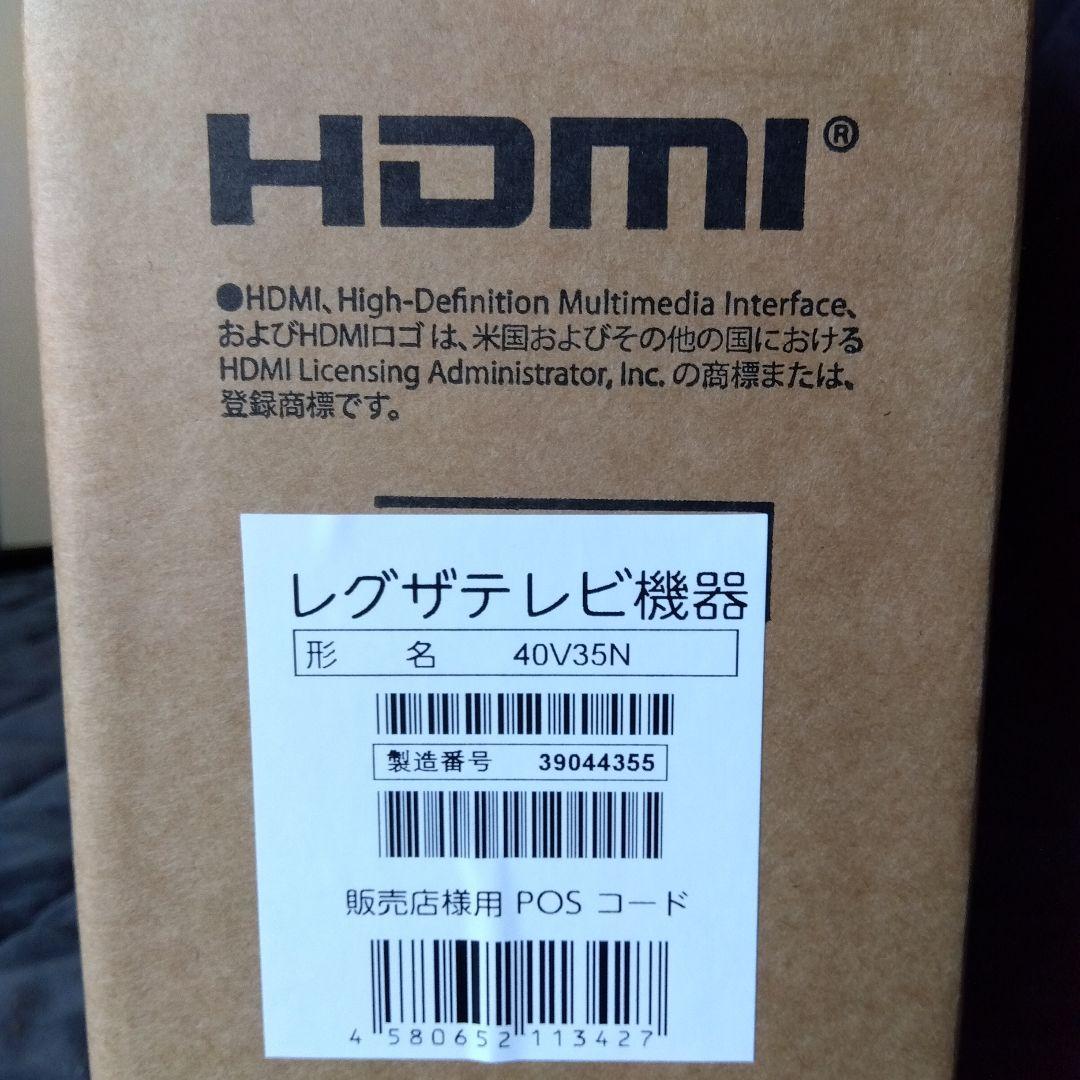 HDMI®
●HDMI、High-Definition Multimedia Interface、
およびHDMIロゴ は、米国およびその他の国における
HDMI Licensing Administrator, Inc. の商標または、
登録商標です。
レグザテレビ機器
形 名 40V35N
製造番号 39044355
販売店様用 POS コード
4 580652 113427